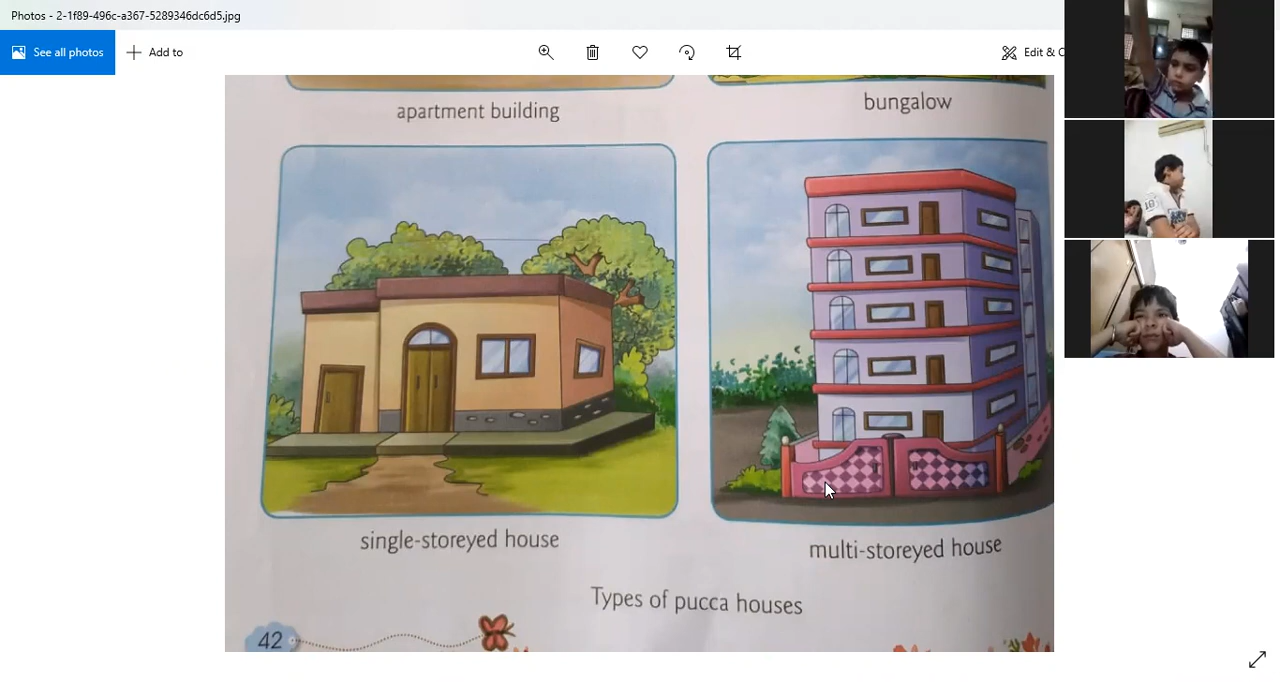 Photos - 2-1f89-496c-a367-5289346dc6d5.jpg
See all photos
Add to
Edit & C
apartment building
bungalow
single-storeyed house
multi-storeyed house
Types of pucca houses
42